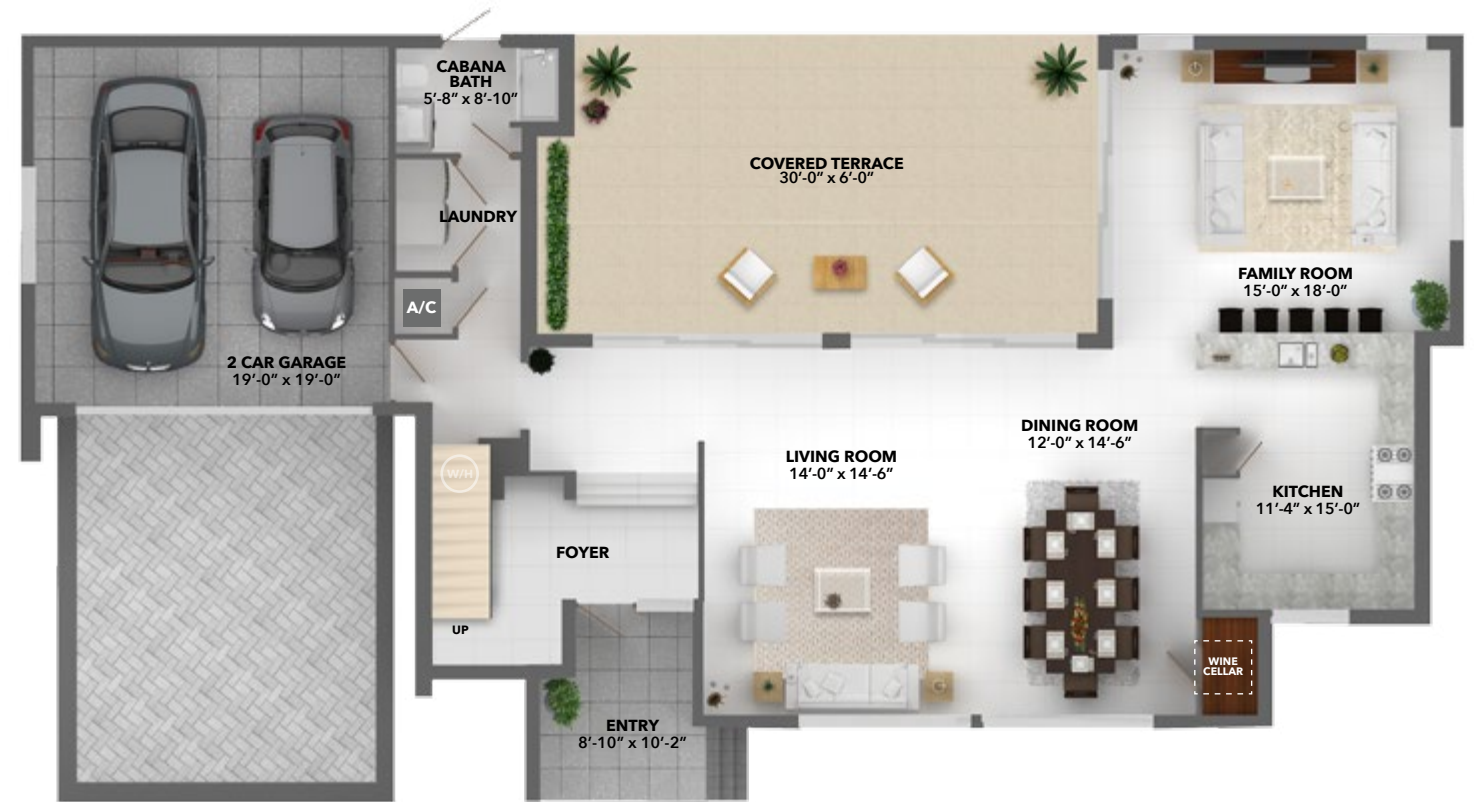 CABANA
BATH
5'-8" x 8'-10"
COVERED TERRACE
30'-0" x 6'-0"
LAUNDRY
FAMILY ROOM
15'-0" x 18'-0"
A/C
2 CAR GARAGE
19'-0" x 19'-0"
DINING ROOM
12'-0" x 14'-6"
LIVING ROOM
14'-0" x 14'-6"
W/H
KITCHEN
11'-4" x 15'-0"
FOYER
UP
WINE
CELLAR
ENTRY
8'-10" x 10'-2"